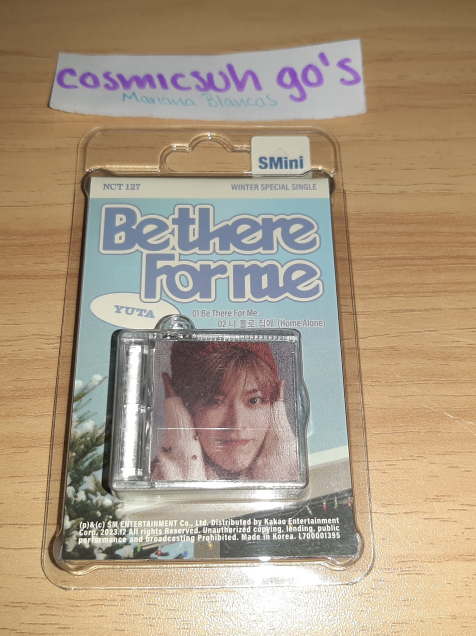 cosmicsuh go's
Mariana Blancas
SMini
NCT 127 WINTER SPECIAL SINGLE
Be there
For me
YUTA
01 Be There For Me
02 나 홀로 집에 (Home Alone)
(p)&(c) SM ENTERTAINMENT Co., Ltd. Distributed by Kakao Entertainment
Corp. 2023.12 All rights Reserved. Unauthorized copying, lending, public
performance and broadcasting Prohibited. Made in Korea. L700001395